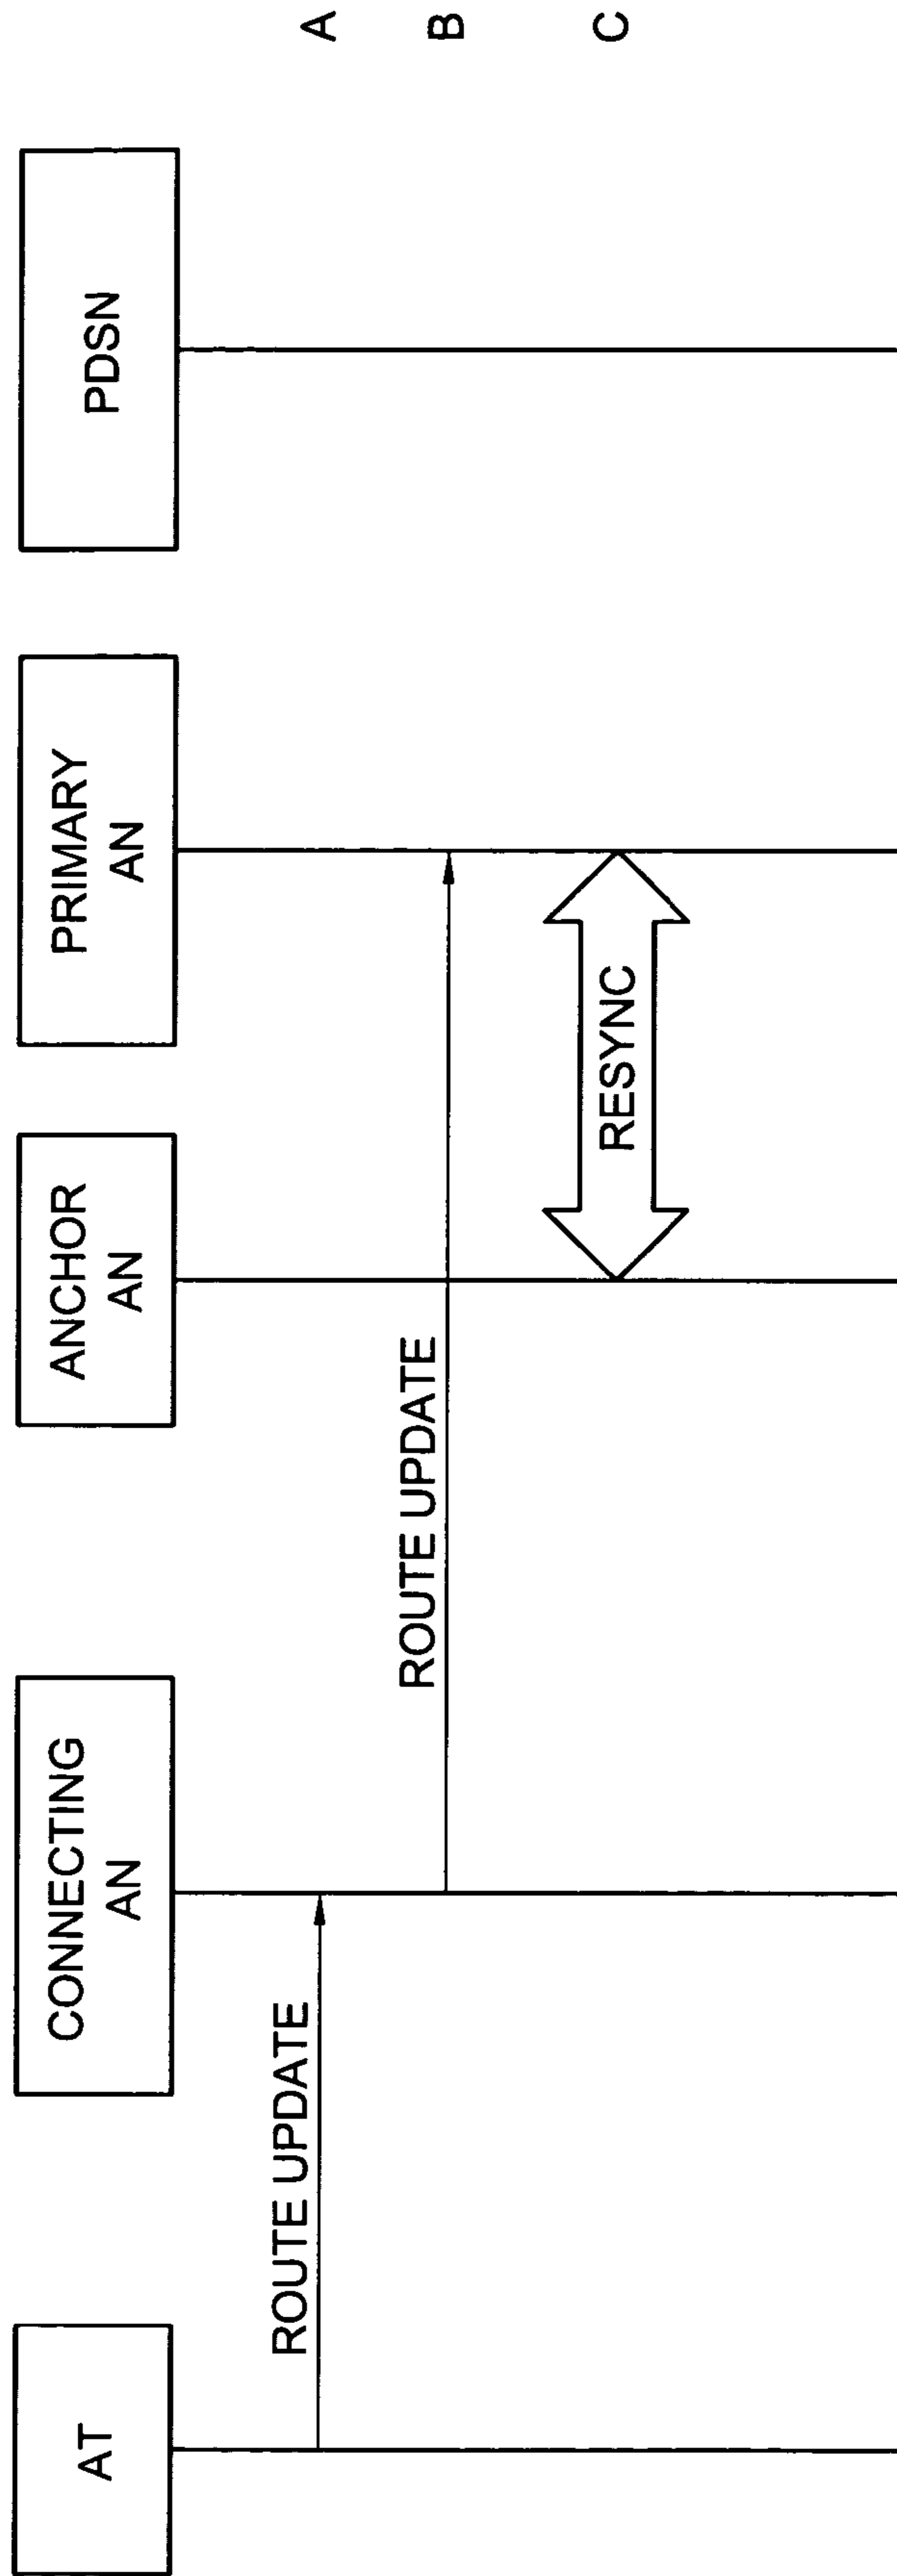 AT
CONNECTING
AN
ANCHOR
AN
PRIMARY
AN
PDSN
ROUTE UPDATE
A
ROUTE UPDATE
B
RESYNC
C